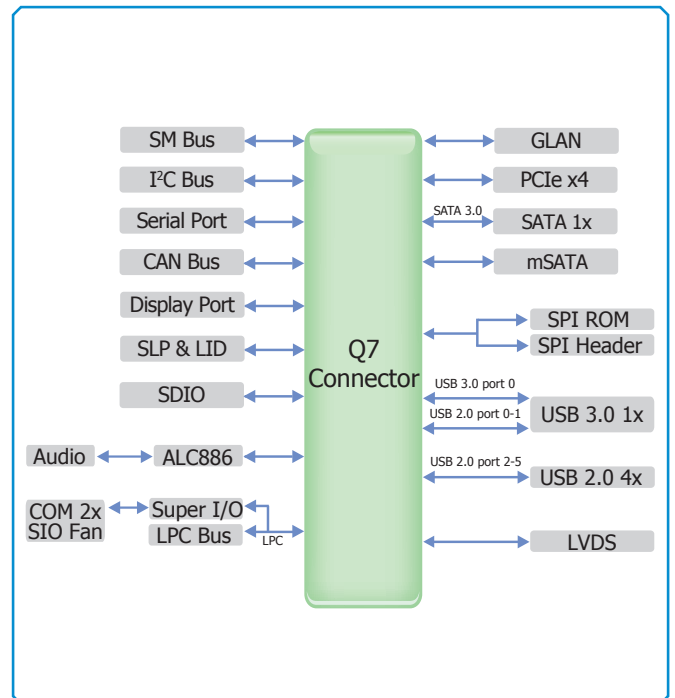 SM Bus
I²C Bus
Serial Port
CAN Bus
Display Port
SLP & LID
SDIO
Audio
ALC886
COM 2x
SIO Fan
Super I/O
LPC Bus
LPC
Q7
Connector
GLAN
PCIe x4
SATA 3.0
SATA 1x
mSATA
SPI ROM
SPI Header
USB 3.0 port 0
USB 2.0 port 0-1
USB 3.0 1x
USB 2.0 port 2-5
USB 2.0 4x
LVDS